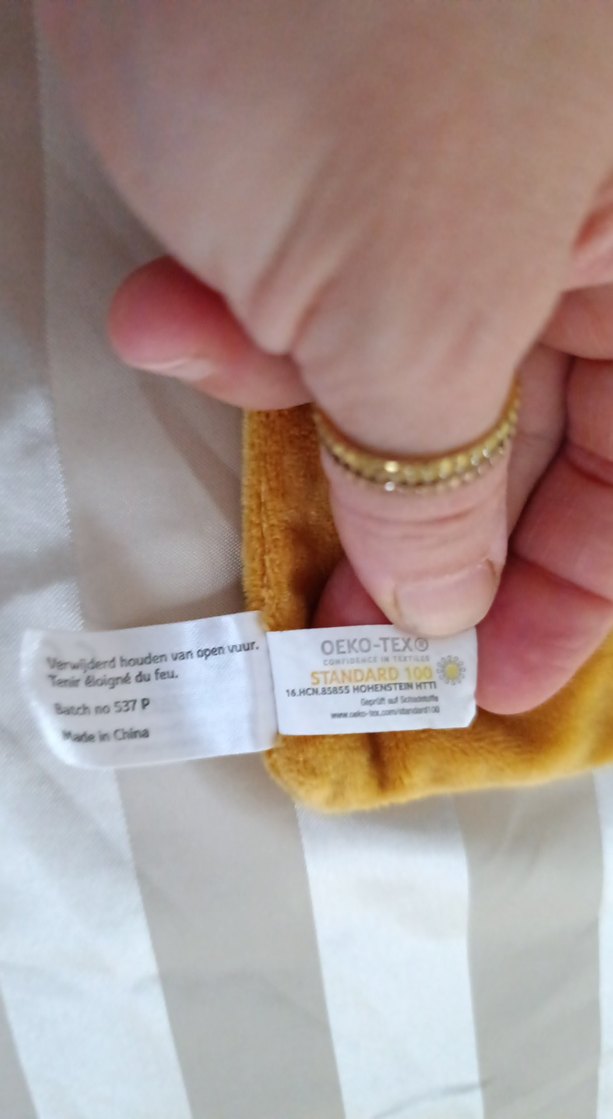 Verwijderd houden van open vuur.
Tenir éloigné du feu.
Batch no 537 P
Made in China
OEKO-TEX®
CONFIDENCE IN TEXTILES
STANDARD 100
16.HCN.85855 HOHENSTEIN HTTI
Geprüft auf Schadstoffe
www.oeko-tex.com/standard100